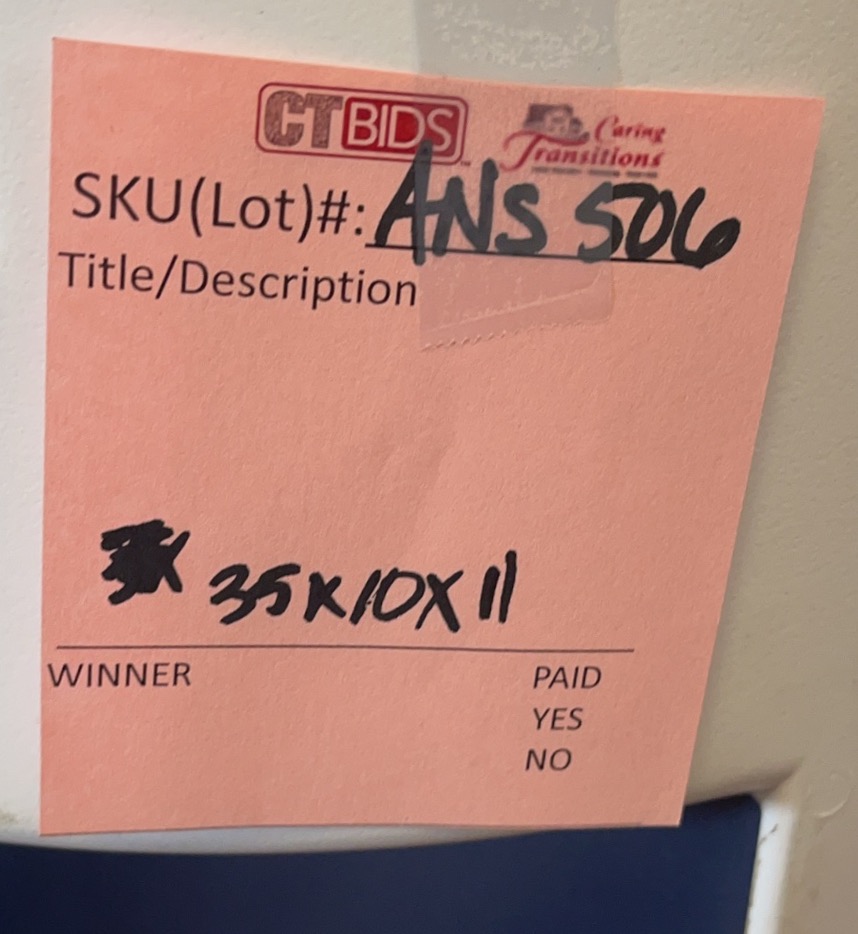 CTBIDS Caring Transitions
SKU(Lot)#: ANS 506
Title/Description
35x10x11
WINNER PAID
YES
NO